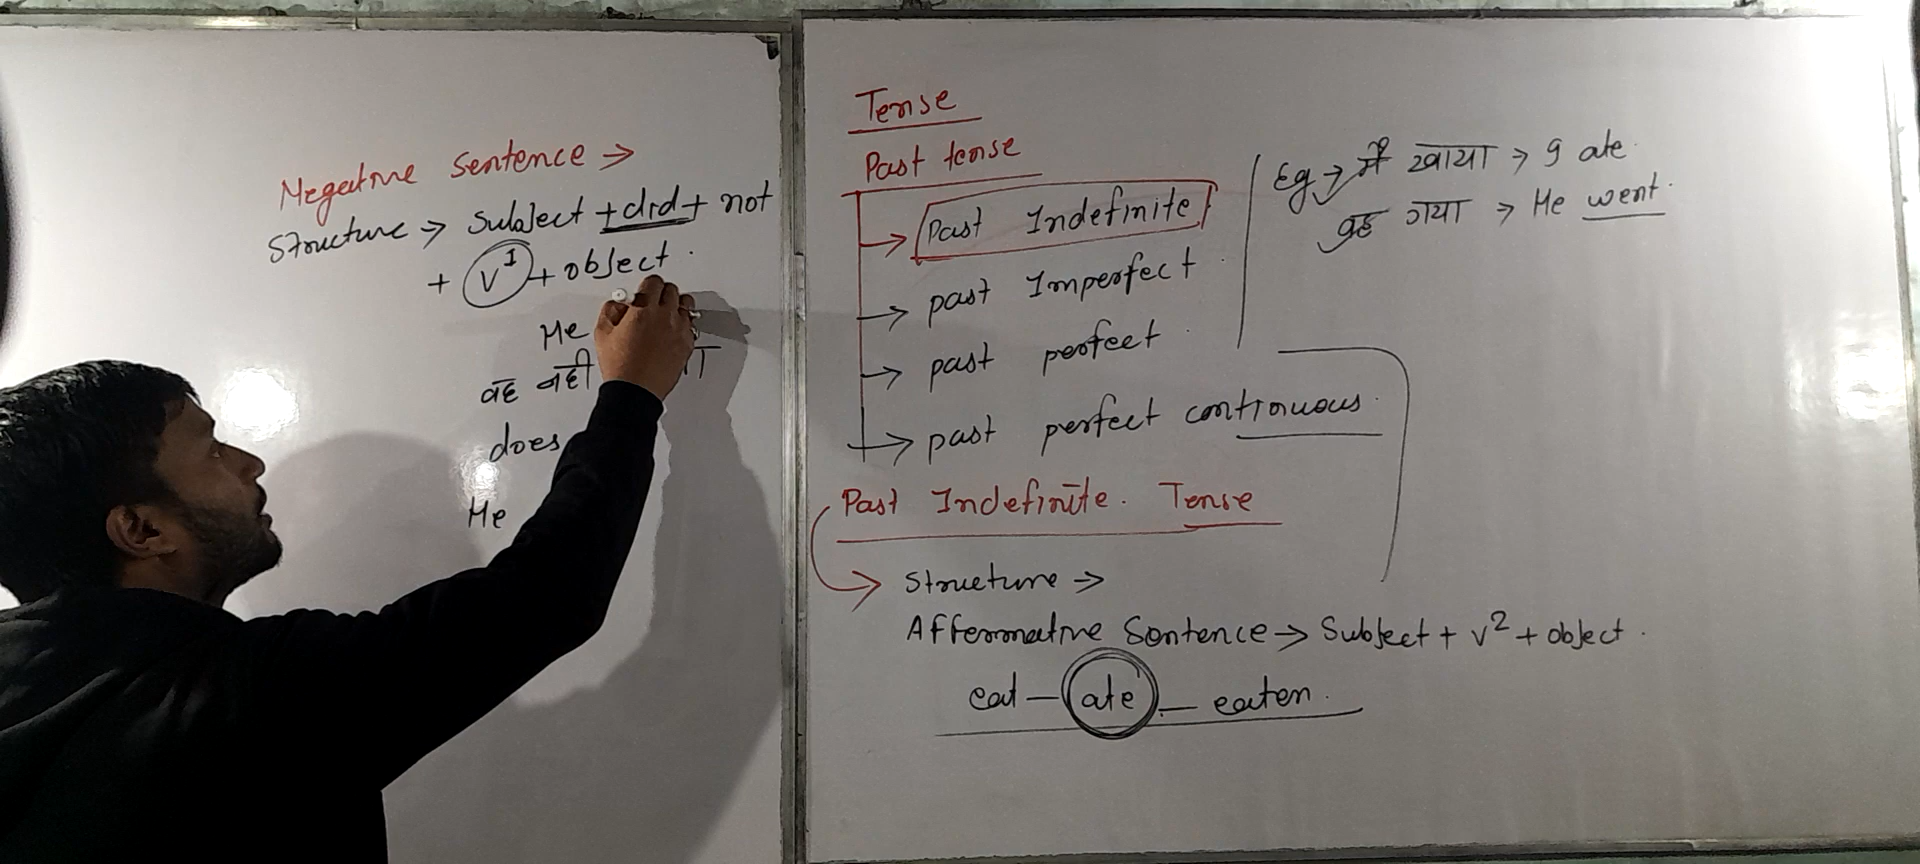 Negative Sentence →
Structure → Subject + did + not
+ V¹ + object.
He
वह नही
does
He
Tense
Past tense
Past Indefinite
past Imperfect
past perfect
past perfect continuous.
Eg → मैं खाया → I ate.
वह गया → He went.
Past Indefinite. Tense
Structure →
Affermative Sentence → Subject + V² + object.
eat — ate — eaten.